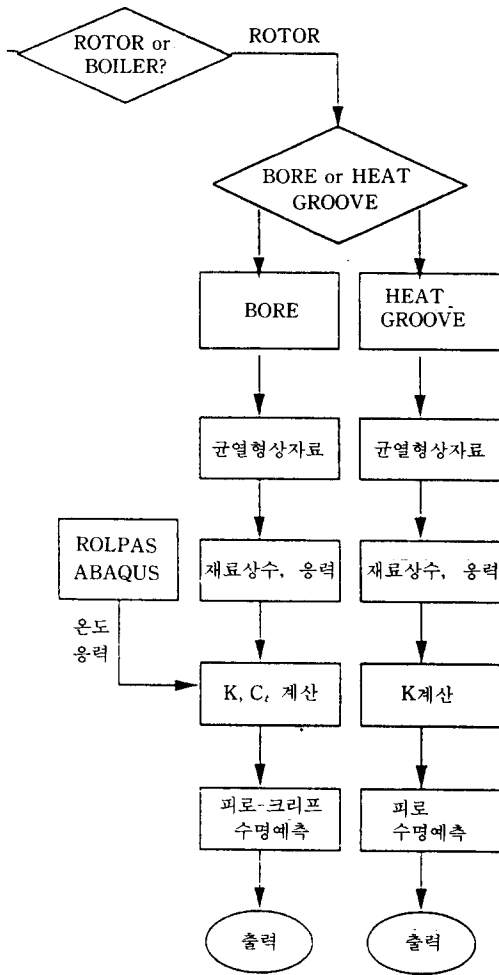 ROTOR or
BOILER?
ROTOR
BORE or HEAT
GROOVE
BORE
HEAT
GROOVE
균열형상자료
균열형상자료
ROLPAS
ABAQUS
재료상수, 응력
재료상수, 응력
온도
응력
K, Cₜ 계산
K계산
피로-크리프
수명예측
피로
수명예측
출력
출력